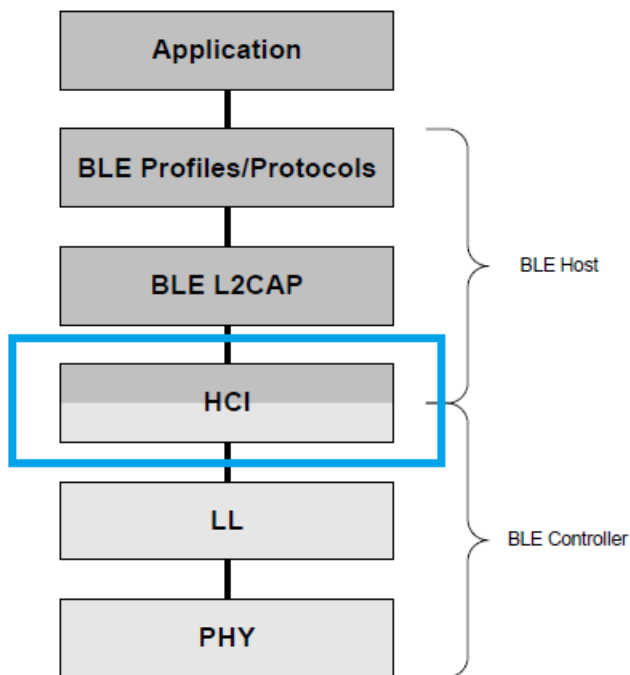 Application
BLE Profiles/Protocols
BLE Host
BLE L2CAP
HCI
LL
BLE Controller
PHY